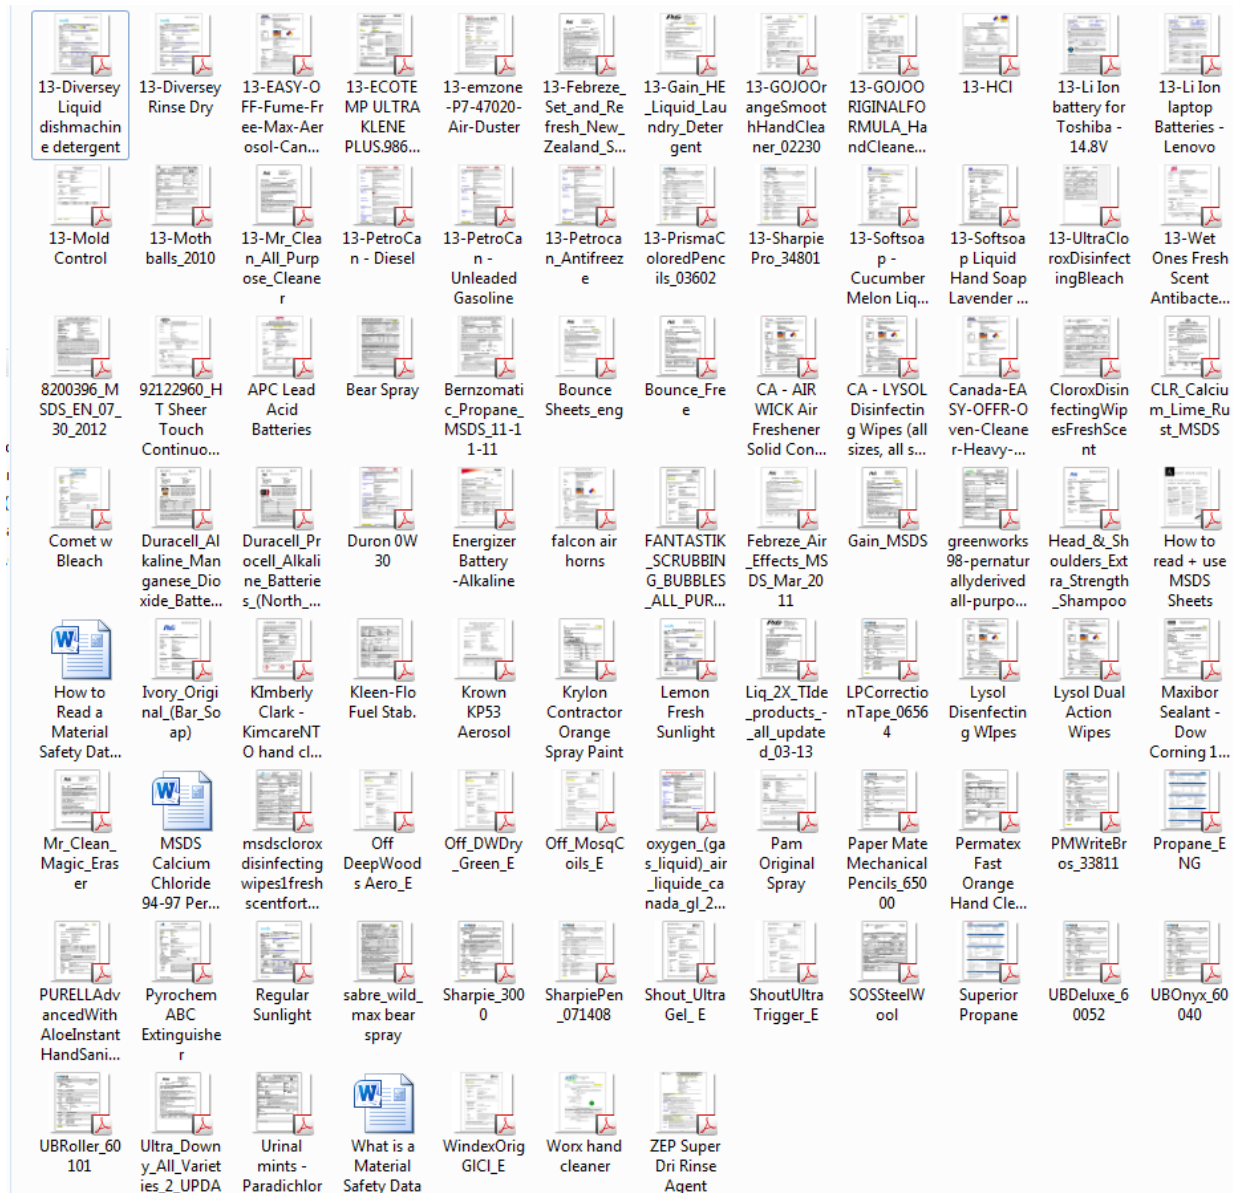 13-Diversey
Liquid
dishmachin
e detergent
13-Diversey
Rinse Dry
13-EASY-O
FF-Fume-Fr
ee-Max-Aer
osol-Can...
13-ECOTE
MP ULTRA
KLENE
PLUS.986...
13-emzone
-P7-47020-
Air-Duster
13-Febreze_
Set_and_Re
fresh_New_
Zealand_S...
13-Gain_HE
_Liquid_Lau
ndry_Deter
gent
13-GOJOOr
angeSmoot
hHandClea
ner_02230
13-GOJOO
RIGINALFO
RMULA_Ha
ndCleane...
13-HCl
13-Li Ion
battery for
Toshiba -
14.8V
13-Li Ion
laptop
Batteries -
Lenovo
13-Mold
Control
13-Moth
balls_2010
13-Mr_Clea
n_All_Purp
ose_Cleane
r
13-PetroCa
n - Diesel
13-PetroCa
n -
Unleaded
Gasoline
13-Petroca
n_Antifreez
e
13-PrismaC
oloredPenc
ils_03602
13-Sharpie
Pro_34801
13-Softsoa
p -
Cucumber
Melon Liq...
13-Softsoa
p Liquid
Hand Soap
Lavender ...
13-UltraClo
roxDisinfect
ingBleach
13-Wet
Ones Fresh
Scent
Antibacte...
8200396_M
SDS_EN_07_
30_2012
92122960_H
T Sheer
Touch
Continuo...
APC Lead
Acid
Batteries
Bear Spray
Bernzomati
c_Propane_
MSDS_11-1
1-11
Bounce
Sheets_eng
Bounce_Fre
e
CA - AIR
WICK Air
Freshener
Solid Con...
CA - LYSOL
Disinfectin
g Wipes (all
sizes, all s...
Canada-EA
SY-OFFR-O
ven-Cleane
r-Heavy-...
CloroxDisin
fectingWip
esFreshSce
nt
CLR_Calciu
m_Lime_Ru
st_MSDS
Comet w
Bleach
Duracell_Al
kaline_Man
ganese_Dio
xide_Batte...
Duracell_Pr
ocell_Alkali
ne_Batterie
s_(North_...
Duron 0W
30
Energizer
Battery
-Alkaline
falcon air
horns
FANTASTIK
_SCRUBBIN
G_BUBBLES
_ALL_PUR...
Febreze_Air
_Effects_MS
DS_Mar_20
11
Gain_MSDS
greenworks
98-pernatur
allyderived
all-purpo...
Head_&_Sh
oulders_Ext
ra_Strength
_Shampoo
How to
read + use
MSDS
Sheets
How to
Read a
Material
Safety Dat...
Ivory_Origi
nal_(Bar_So
ap)
KImberly
Clark -
KimcareNT
O hand cl...
Kleen-Flo
Fuel Stab.
Krown
KP53
Aerosol
Krylon
Contractor
Orange
Spray Paint
Lemon
Fresh
Sunlight
Liq_2X_TIde
_products_-
_all_update
d_03-13
LPCorrectio
nTape_0656
4
Lysol
Disenfectin
g WIpes
Lysol Dual
Action
Wipes
Maxibor
Sealant -
Dow
Corning 1...
Mr_Clean_
Magic_Eras
er
MSDS
Calcium
Chloride
94-97 Per...
msdsclorox
disinfecting
wipes1fresh
scentfort...
Off
DeepWood
s Aero_E
Off_DWDry
_Green_E
Off_MosqC
oils_E
oxygen_(ga
s_liquid)_air
_liquide_ca
nada_gl_2...
Pam
Original
Spray
Paper Mate
Mechanical
Pencils_650
00
Permatex
Fast
Orange
Hand Cle...
PMWriteBr
os_33811
Propane_E
NG
PURELLAdv
ancedWith
AloeInstant
HandSani...
Pyrochem
ABC
Extinguishe
r
Regular
Sunlight
sabre_wild_
max bear
spray
Sharpie_300
0
SharpiePen
_071408
Shout_Ultra
Gel_ E
ShoutUltra
Trigger_E
SOSSteelW
ool
Superior
Propane
UBDeluxe_6
0052
UBOnyx_60
040
UBRoller_60
101
Ultra_Down
y_All_Variet
ies_2_UPDA
Urinal
mints -
Paradichlor
What is a
Material
Safety Data
WindexOrig
GlCl_E
Worx hand
cleaner
ZEP Super
Dri Rinse
Agent